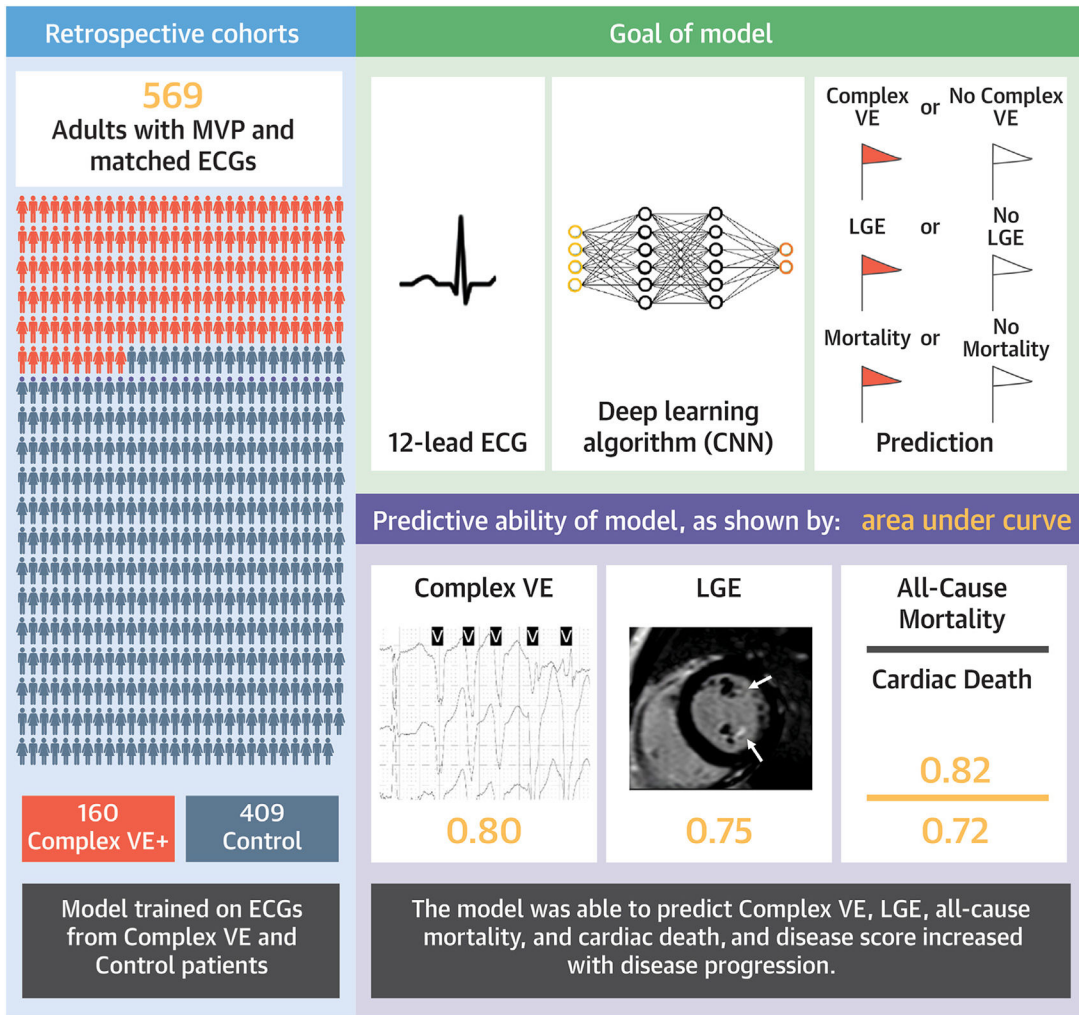 Retrospective cohorts
569
Adults with MVP and
matched ECGs
160
Complex VE+
409
Control
Model trained on ECGs
from Complex VE and
Control patients
Goal of model
12-lead ECG
Deep learning
algorithm (CNN)
Complex
VE
or
No Complex
VE
LGE
or
No
LGE
Mortality
or
No
Mortality
Prediction
Predictive ability of model, as shown by: area under curve
Complex VE
V V V V V
0.80
LGE
0.75
All-Cause
Mortality
Cardiac Death
0.82
0.72
The model was able to predict Complex VE, LGE, all-cause
mortality, and cardiac death, and disease score increased
with disease progression.